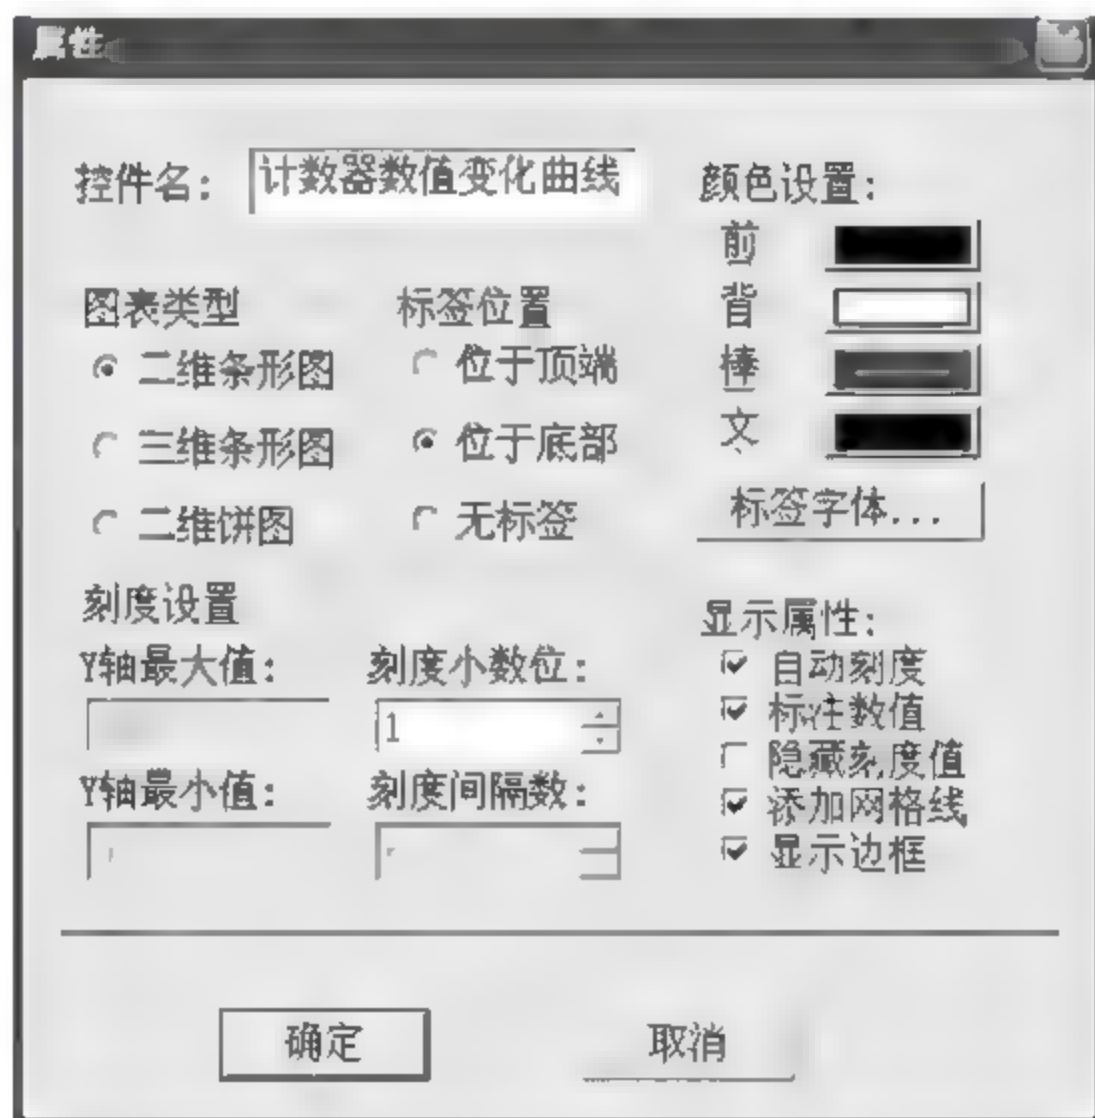 属性
控件名: 计数器数值变化曲线
颜色设置:
前
背
棒
文
图表类型
二维条形图
三维条形图
二维饼图
标签位置
位于顶端
位于底部
无标签
标签字体...
刻度设置
Y轴最大值:
刻度小数位:
1
Y轴最小值:
刻度间隔数:
显示属性:
自动刻度
标注数值
隐藏刻度值
添加网格线
显示边框
确定
取消